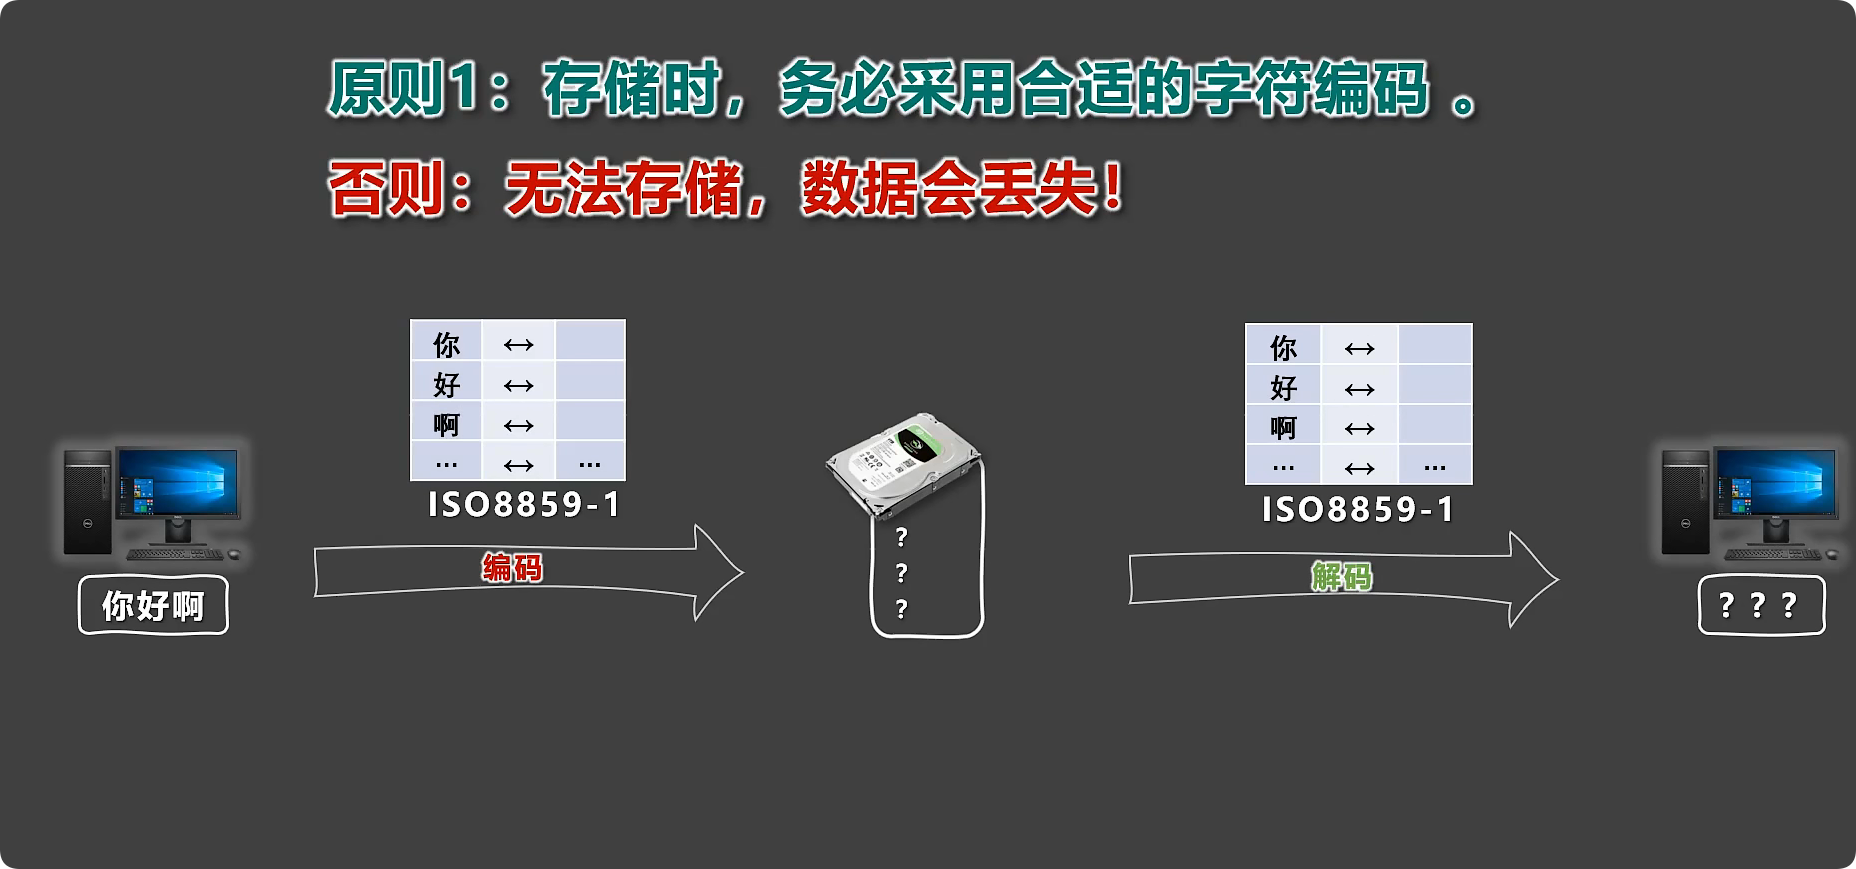 原则1：存储时，务必采用合适的字符编码 。
否则：无法存储，数据会丢失！
你 ↔
好 ↔
啊 ↔
… ↔ …
ISO8859-1
编码
你好啊
?
?
?
你 ↔
好 ↔
啊 ↔
… ↔ …
ISO8859-1
解码
? ? ?